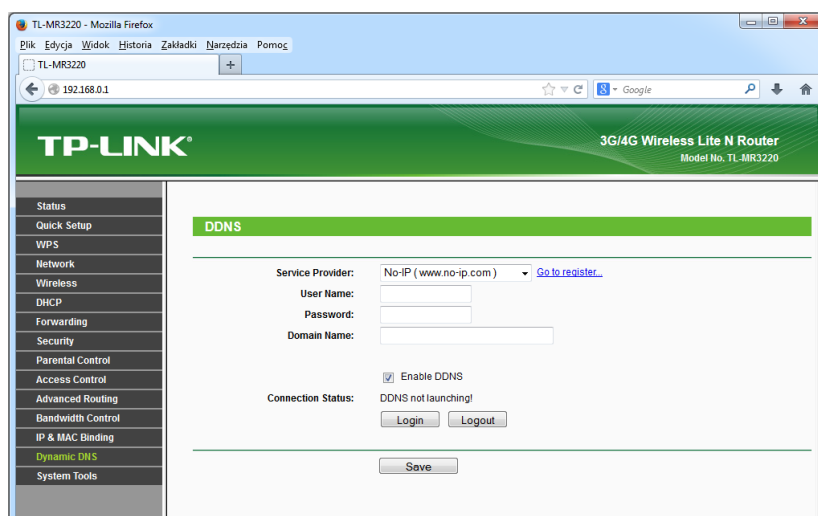 TL-MR3220 - Mozilla Firefox
Plik Edycja Widok Historia Zakładki Narzędzia Pomoc
TL-MR3220 +
192.168.0.1 8 Google
TP-LINK®
3G/4G Wireless Lite N Router
Model No. TL-MR3220
Status
Quick Setup
WPS
Network
Wireless
DHCP
Forwarding
Security
Parental Control
Access Control
Advanced Routing
Bandwidth Control
IP & MAC Binding
Dynamic DNS
System Tools
DDNS
Service Provider: No-IP ( www.no-ip.com ) Go to register...
User Name:
Password:
Domain Name:
Enable DDNS
Connection Status: DDNS not launching!
Login Logout
Save